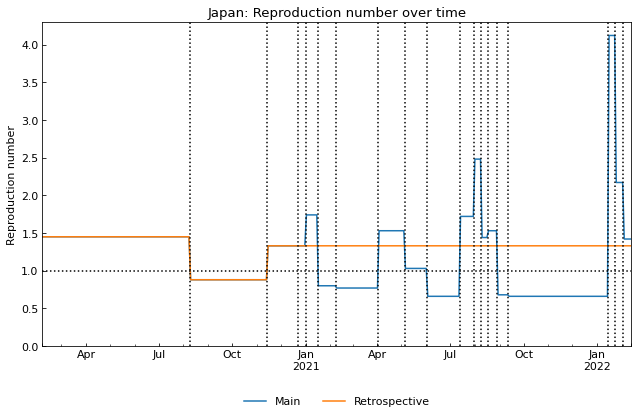 Japan: Reproduction number over time
Reproduction number
4.0
3.5
3.0
2.5
2.0
1.5
1.0
0.5
0.0
Apr Jul Oct Jan Apr Jul Oct Jan
2021 2022
Main Retrospective